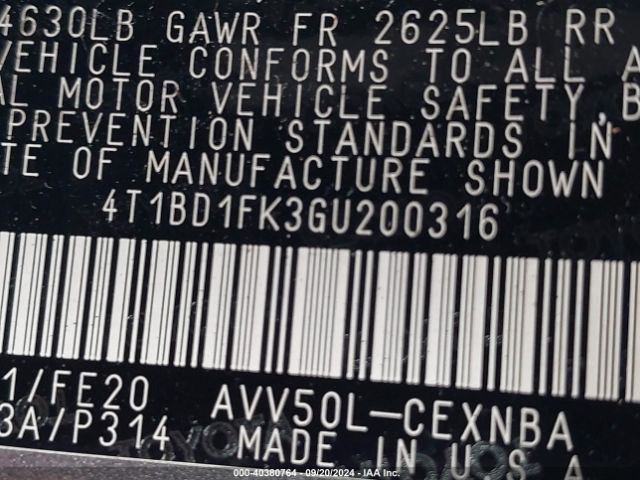 4630LB GAWR FR 2625LB RR
VEHICLE CONFORMS TO ALL A
AL MOTOR VEHICLE SAFETY, B
PREVENTION STANDARDS IN
TE OF MANUFACTURE SHOWN
4T1BD1FK3GU200316
1/FE20
AVV50L-CEXNBA
3A/P314
MADE IN U.S.A
000-40380764 - 09/20/2024 - IAA Inc.